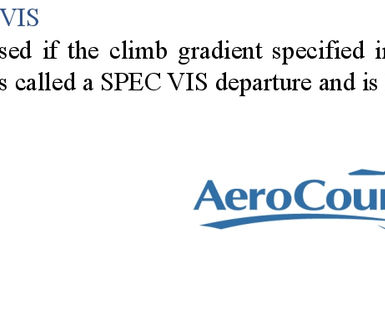 VIS
sed if the climb gradient specified i
s called a SPEC VIS departure and is
AeroCour